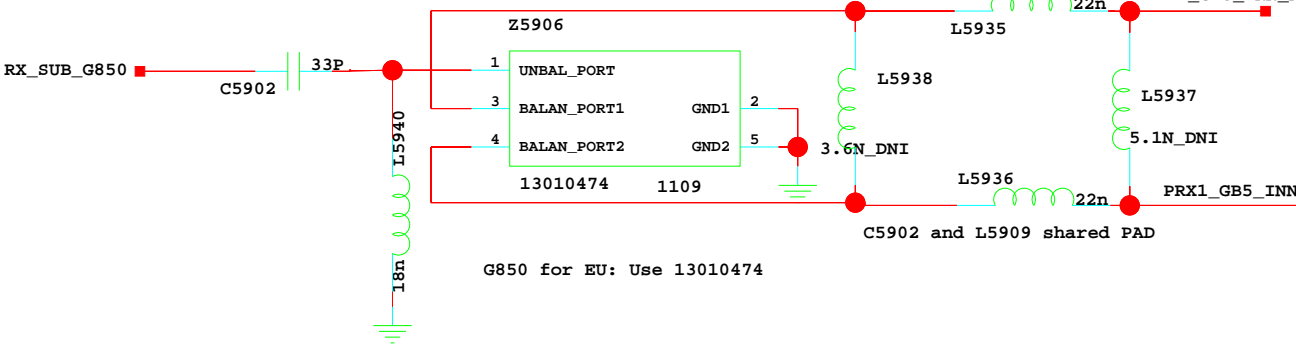 22n
L5935
Z5906
RX_SUB_G850
C5902
33P
1 UNBAL_PORT
3 BALAN_PORT1 GND1 2
4 BALAN_PORT2 GND2 5
13010474 1109
L5940
18n
L5938
3.6N_DNI
L5937
5.1N_DNI
L5936
22n
PRX1_GB5_INN
C5902 and L5909 shared PAD
G850 for EU: Use 13010474